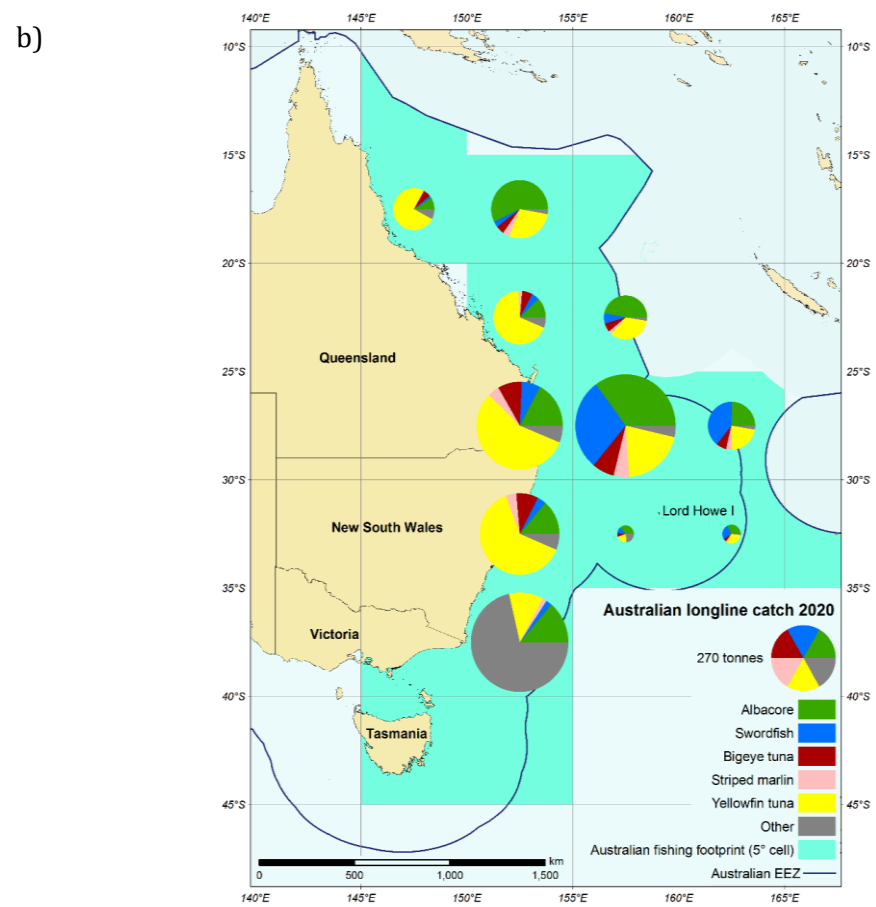 b)
140°E 145°E 150°E 155°E 160°E 165°E
10°S 10°S
15°S 15°S
20°S 20°S
Queensland
25°S 25°S
30°S 30°S
Lord Howe I
New South Wales
35°S 35°S
Australian longline catch 2020
Victoria
270 tonnes
40°S 40°S
Albacore
Swordfish
Tasmania
Bigeye tuna
Striped marlin
45°S 45°S
Yellowfin tuna
Other
Australian fishing footprint (5° cell)
km
Australian EEZ
0 500 1,000 1,500
140°E 145°E 150°E 155°E 160°E 165°E